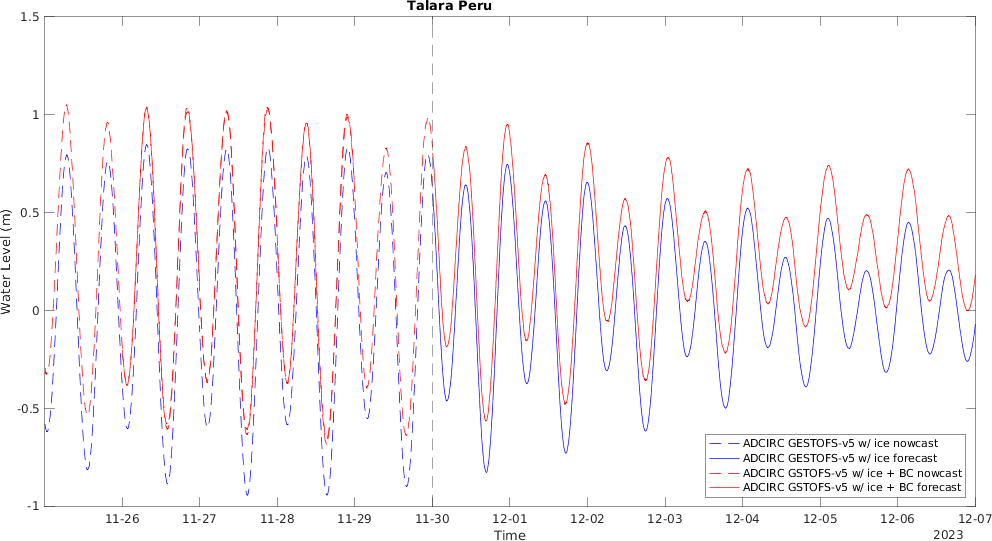 Talara Peru
1.5
1
0.5
0
-0.5
-1
Water Level (m)
ADCIRC GESTOFS-v5 w/ ice nowcast
ADCIRC GESTOFS-v5 w/ ice forecast
ADCIRC GSTOFS-v5 w/ ice + BC nowcast
ADCIRC GSTOFS-v5 w/ ice + BC forecast
11-26 11-27 11-28 11-29 11-30 12-01 12-02 12-03 12-04 12-05 12-06 12-07
Time
2023